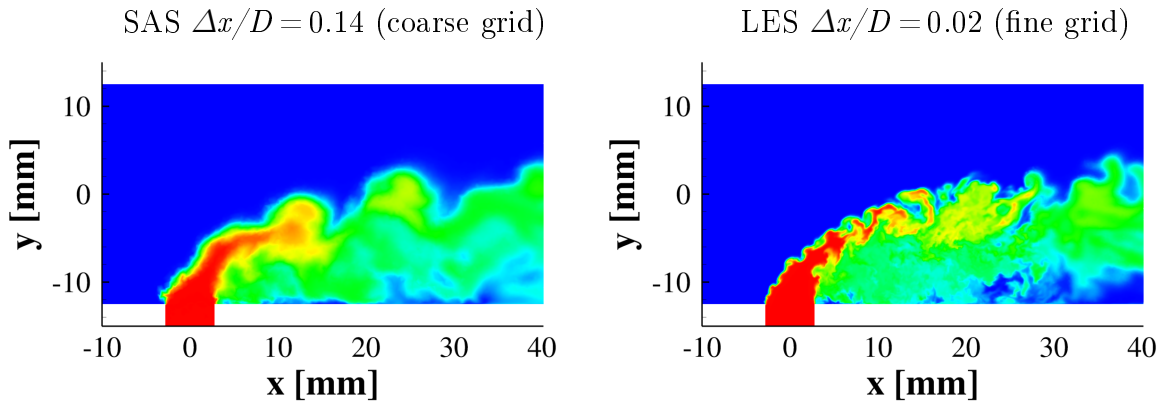 SAS Δx/D = 0.14 (coarse grid)
LES Δx/D = 0.02 (fine grid)
y [mm]
10
0
-10
-10 0 10 20 30 40
x [mm]
y [mm]
10
0
-10
-10 0 10 20 30 40
x [mm]